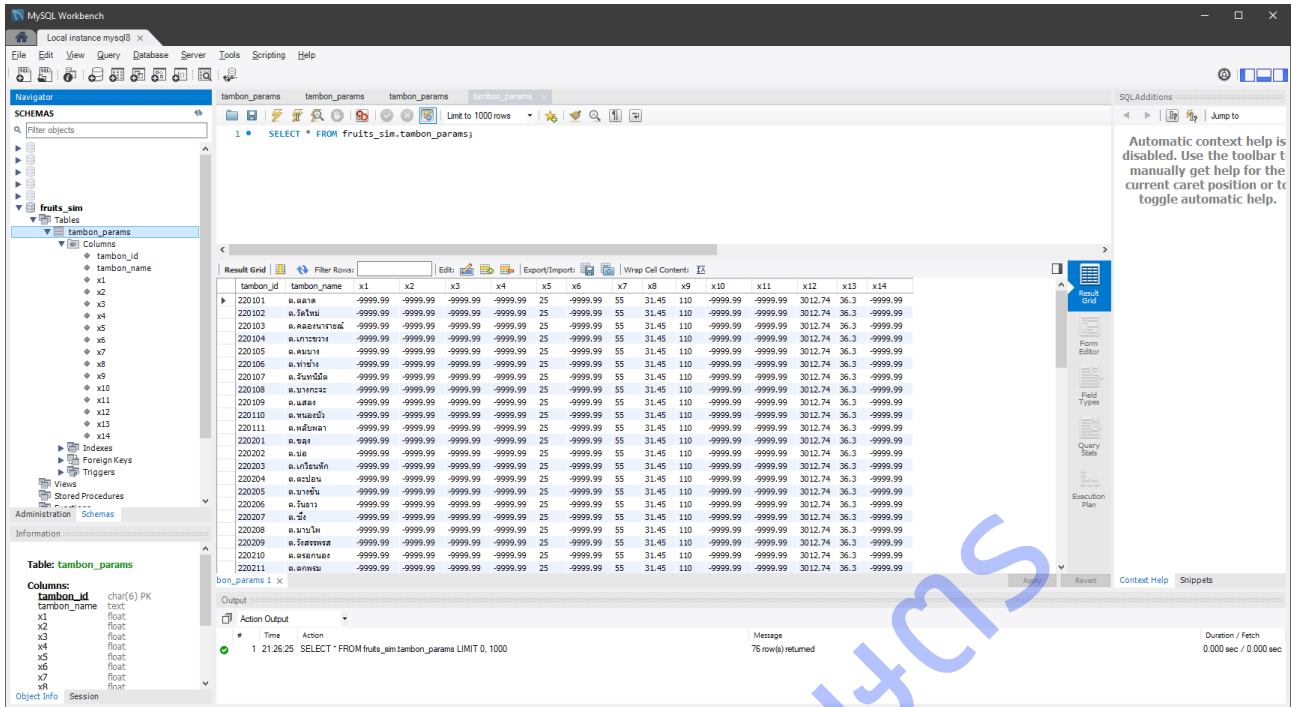 MySQL Workbench
Local instance mysql8
File Edit View Query Database Server Tools Scripting Help
Navigator
SCHEMAS
Filter objects
fruits_sim
Tables
tambon_params
Columns
tambon_id
tambon_name
x1
x2
x3
x4
x5
x6
x7
x8
x9
x10
x11
x12
x13
x14
Indexes
Foreign Keys
Triggers
Views
Stored Procedures
Administration Schemas
Information
Table: tambon_params
Columns:
tambon_id char(6) PK
tambon_name text
x1 float
x2 float
x3 float
x4 float
x5 float
x6 float
x7 float
x8 float
Object Info Session
tambon_params tambon_params tambon_params tambon_params
Limit to 1000 rows
1 SELECT * FROM fruits_sim.tambon_params;
Result Grid Filter Rows: Edit: Export/Import: Wrap Cell Content:
tambon_id tambon_name x1 x2 x3 x4 x5 x6 x7 x8 x9 x10 x11 x12 x13 x14
220101 ต.ตลาด -9999.99 -9999.99 -9999.99 -9999.99 25 -9999.99 55 31.45 110 -9999.99 -9999.99 3012.74 36.3 -9999.99
220102 ต.วัดใหม่ -9999.99 -9999.99 -9999.99 -9999.99 25 -9999.99 55 31.45 110 -9999.99 -9999.99 3012.74 36.3 -9999.99
220103 ต.คลองนารายณ์ -9999.99 -9999.99 -9999.99 -9999.99 25 -9999.99 55 31.45 110 -9999.99 -9999.99 3012.74 36.3 -9999.99
220104 ต.เกาะขวาง -9999.99 -9999.99 -9999.99 -9999.99 25 -9999.99 55 31.45 110 -9999.99 -9999.99 3012.74 36.3 -9999.99
220105 ต.คมบาง -9999.99 -9999.99 -9999.99 -9999.99 25 -9999.99 55 31.45 110 -9999.99 -9999.99 3012.74 36.3 -9999.99
220106 ต.ท่าช้าง -9999.99 -9999.99 -9999.99 -9999.99 25 -9999.99 55 31.45 110 -9999.99 -9999.99 3012.74 36.3 -9999.99
220107 ต.จันทนิมิต -9999.99 -9999.99 -9999.99 -9999.99 25 -9999.99 55 31.45 110 -9999.99 -9999.99 3012.74 36.3 -9999.99
220108 ต.บางกะจะ -9999.99 -9999.99 -9999.99 -9999.99 25 -9999.99 55 31.45 110 -9999.99 -9999.99 3012.74 36.3 -9999.99
220109 ต.แสลง -9999.99 -9999.99 -9999.99 -9999.99 25 -9999.99 55 31.45 110 -9999.99 -9999.99 3012.74 36.3 -9999.99
220110 ต.หนองบัว -9999.99 -9999.99 -9999.99 -9999.99 25 -9999.99 55 31.45 110 -9999.99 -9999.99 3012.74 36.3 -9999.99
220111 ต.พลับพลา -9999.99 -9999.99 -9999.99 -9999.99 25 -9999.99 55 31.45 110 -9999.99 -9999.99 3012.74 36.3 -9999.99
220201 ต.ขลุง -9999.99 -9999.99 -9999.99 -9999.99 25 -9999.99 55 31.45 110 -9999.99 -9999.99 3012.74 36.3 -9999.99
220202 ต.บ่อ -9999.99 -9999.99 -9999.99 -9999.99 25 -9999.99 55 31.45 110 -9999.99 -9999.99 3012.74 36.3 -9999.99
220203 ต.เกวียนหัก -9999.99 -9999.99 -9999.99 -9999.99 25 -9999.99 55 31.45 110 -9999.99 -9999.99 3012.74 36.3 -9999.99
220204 ต.ตะปอน -9999.99 -9999.99 -9999.99 -9999.99 25 -9999.99 55 31.45 110 -9999.99 -9999.99 3012.74 36.3 -9999.99
220205 ต.บางชัน -9999.99 -9999.99 -9999.99 -9999.99 25 -9999.99 55 31.45 110 -9999.99 -9999.99 3012.74 36.3 -9999.99
220206 ต.วันยาว -9999.99 -9999.99 -9999.99 -9999.99 25 -9999.99 55 31.45 110 -9999.99 -9999.99 3012.74 36.3 -9999.99
220207 ต.ซึ้ง -9999.99 -9999.99 -9999.99 -9999.99 25 -9999.99 55 31.45 110 -9999.99 -9999.99 3012.74 36.3 -9999.99
220208 ต.มาบไพ -9999.99 -9999.99 -9999.99 -9999.99 25 -9999.99 55 31.45 110 -9999.99 -9999.99 3012.74 36.3 -9999.99
220209 ต.วังสรรพรส -9999.99 -9999.99 -9999.99 -9999.99 25 -9999.99 55 31.45 110 -9999.99 -9999.99 3012.74 36.3 -9999.99
220210 ต.ตรอกนอง -9999.99 -9999.99 -9999.99 -9999.99 25 -9999.99 55 31.45 110 -9999.99 -9999.99 3012.74 36.3 -9999.99
220211 ต.ตกพรม -9999.99 -9999.99 -9999.99 -9999.99 25 -9999.99 55 31.45 110 -9999.99 -9999.99 3012.74 36.3 -9999.99
bon_params 1
Apply Revert
Result Grid
Form Editor
Field Types
Query Stats
Execution Plan
Output
Action Output
# Time Action Message Duration / Fetch
1 21:26:25 SELECT * FROM fruits_sim.tambon_params LIMIT 0, 1000 76 row(s) returned 0.000 sec / 0.000 sec
SQLAdditions
Jump to
Automatic context help is
disabled. Use the toolbar t
manually get help for the
current caret position or to
toggle automatic help.
Context Help Snippets